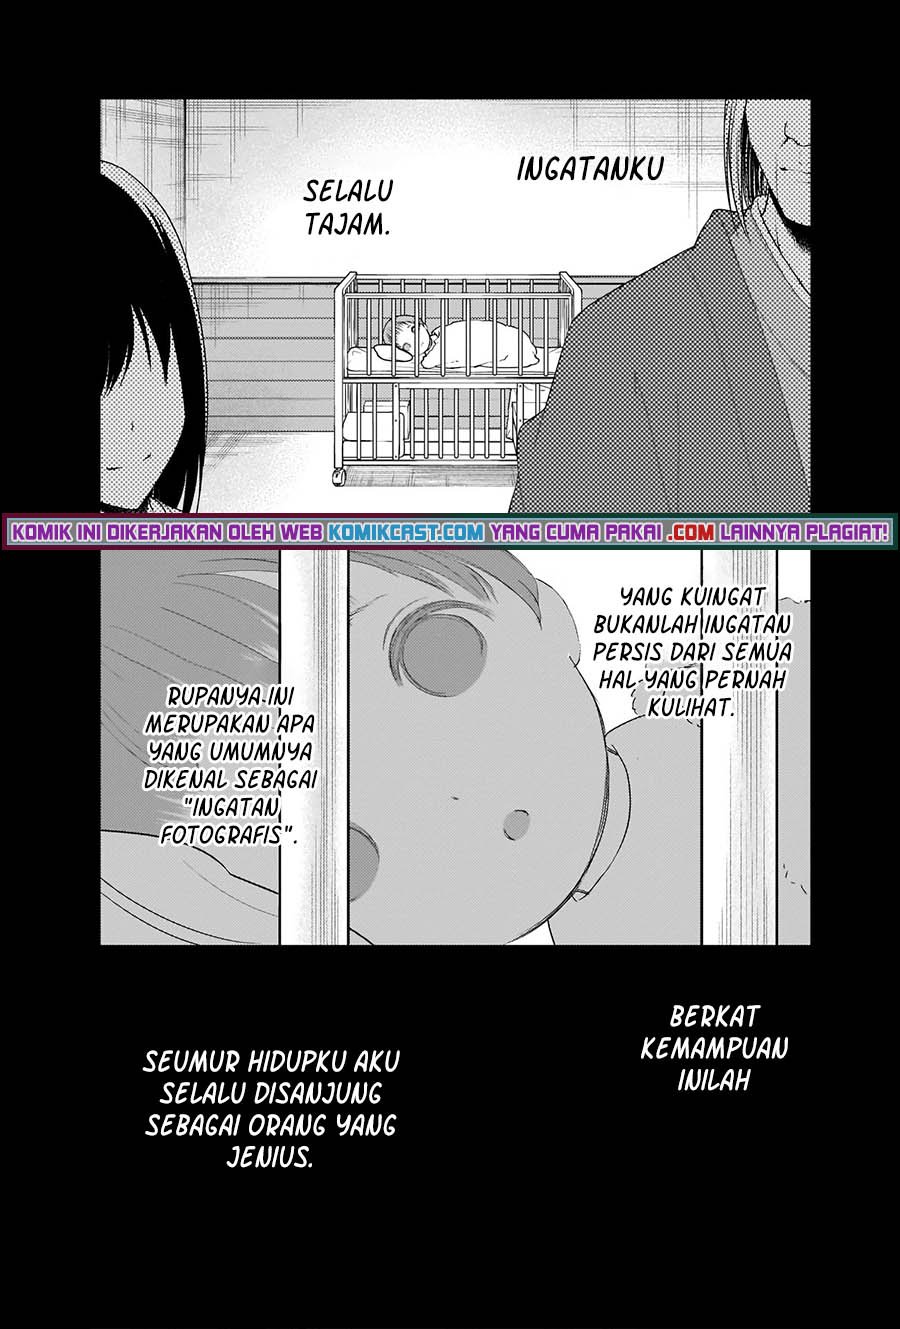 INGATANKU
SELALU
TAJAM.
KOMIK INI DIKERJAKAN OLEH WEB KOMIKCAST.COM YANG CUMA PAKAI .COM LAINNYA PLAGIAT!
YANG KUINGAT
BUKANLAH INGATAN
PERSIS DARI SEMUA
HAL YANG PERNAH
KULIHAT.
RUPANYA INI
MERUPAKAN APA
YANG UMUMNYA
DIKENAL SEBAGAI
"INGATAN
FOTOGRAFIS".
BERKAT
KEMAMPUAN
INILAH
SEUMUR HIDUPKU AKU
SELALU DISANJUNG
SEBAGAI ORANG YANG
JENIUS.